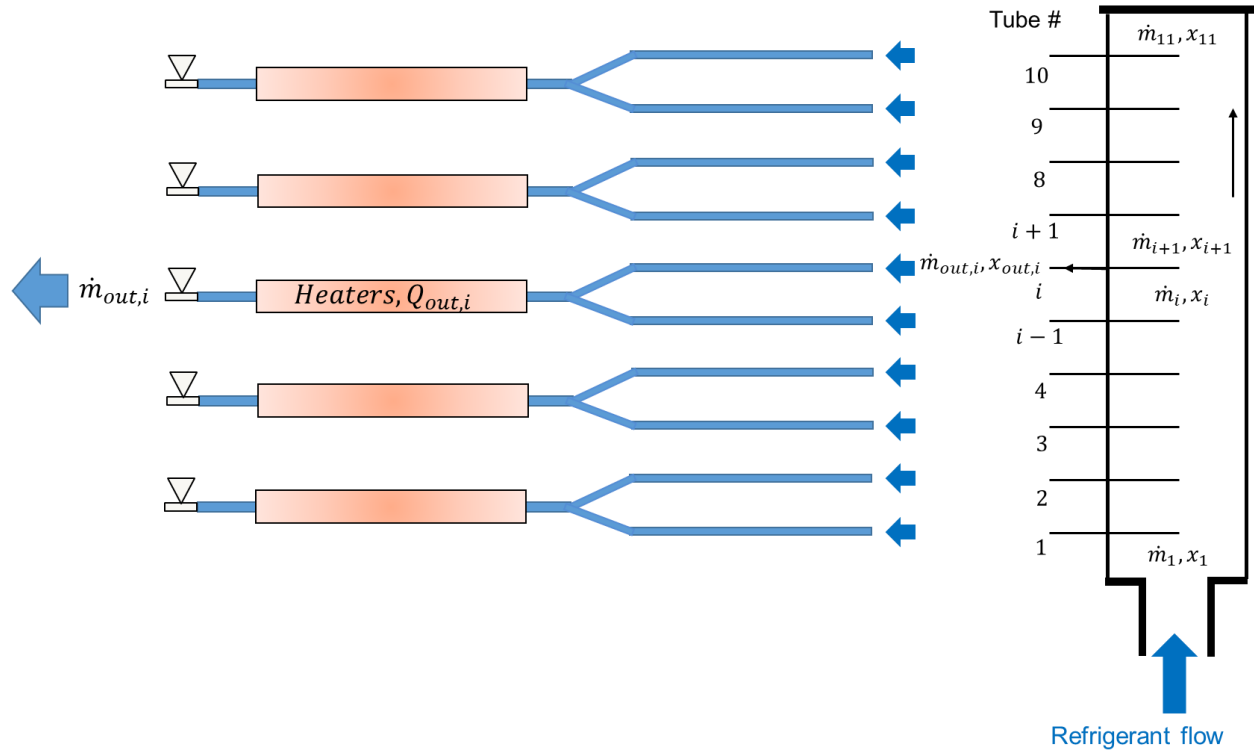 Tube #
ṁ₁₁, x₁₁
10
9
8
i + 1
ṁᵢ₊₁, xᵢ₊₁
ṁₒᵤₜ,ᵢ, xₒᵤₜ,ᵢ
ṁₒᵤₜ,ᵢ
Heaters, Qₒᵤₜ,ᵢ
i
ṁᵢ, xᵢ
i − 1
4
3
2
1
ṁ₁, x₁
Refrigerant flow